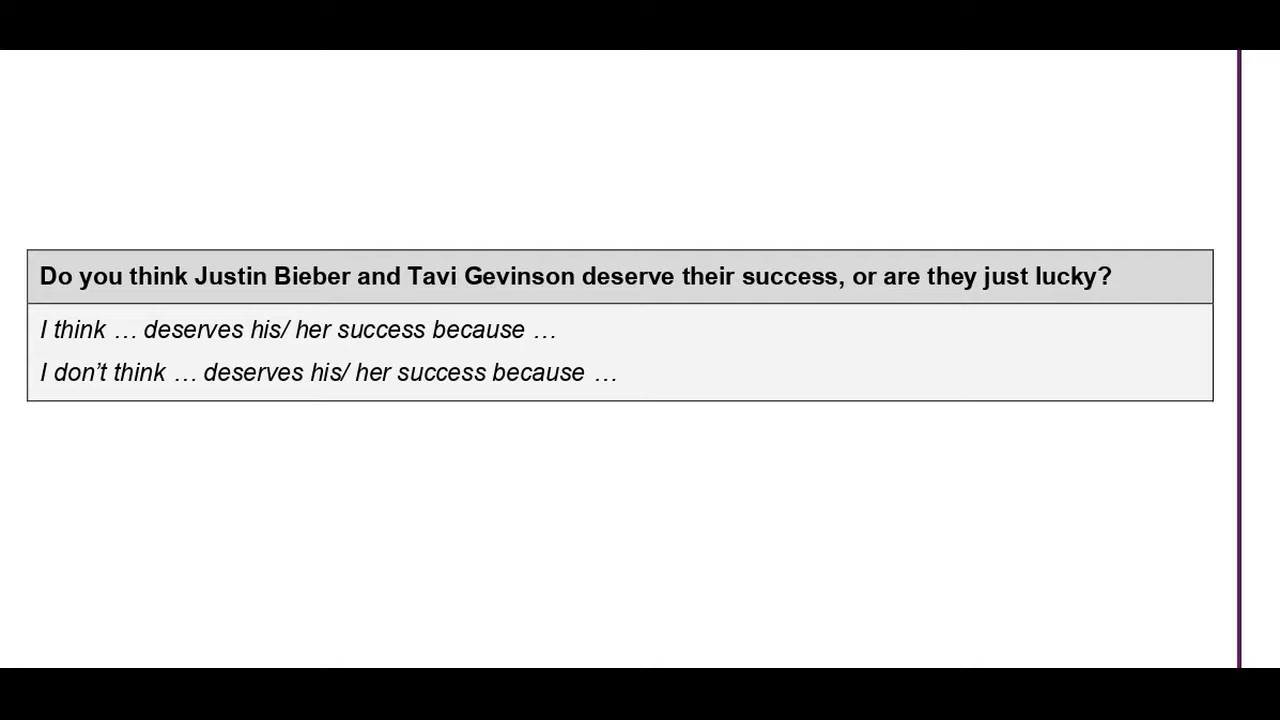 Do you think Justin Bieber and Tavi Gevinson deserve their success, or are they just lucky?
I think … deserves his/ her success because …
I don’t think … deserves his/ her success because …